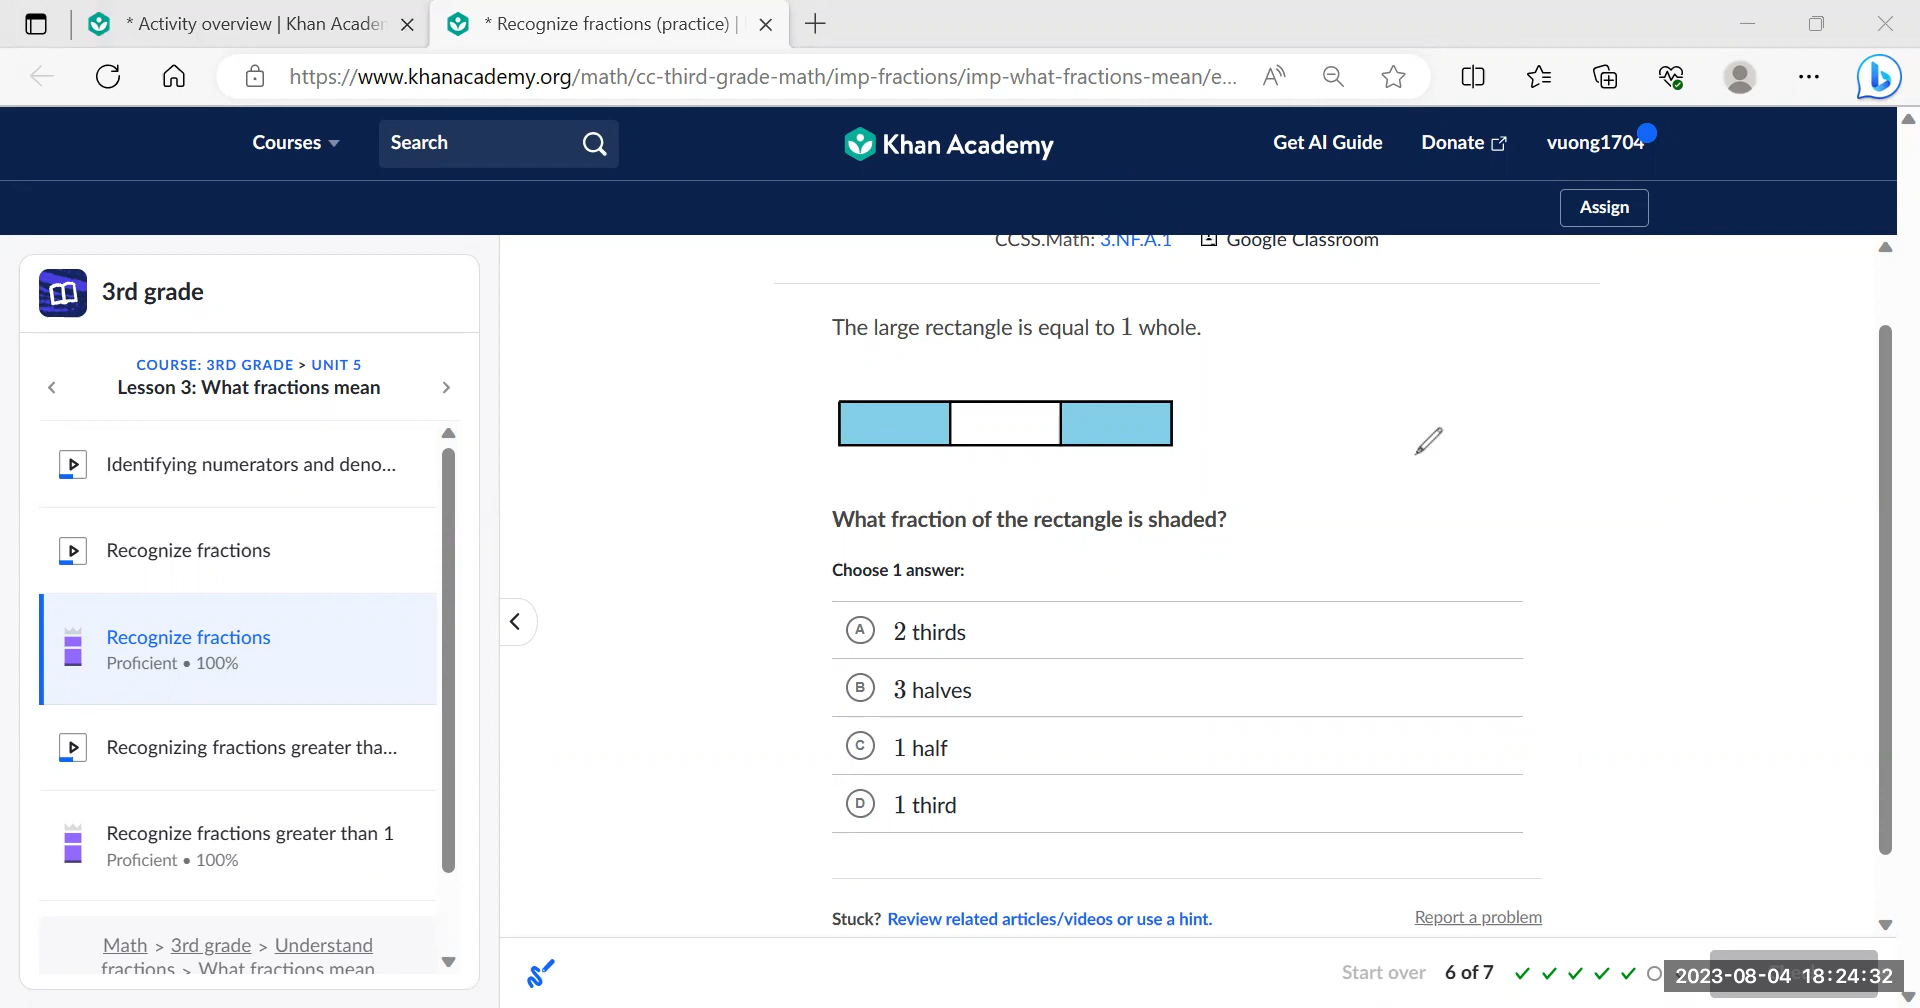 * Activity overview | Khan Academ
* Recognize fractions (practice) |
https://www.khanacademy.org/math/cc-third-grade-math/imp-fractions/imp-what-fractions-mean/e...
Courses
Search
Khan Academy
Get AI Guide
Donate
vuong1704
Assign
CCSS.Math: 3.NF.A.1
Google Classroom
3rd grade
COURSE: 3RD GRADE > UNIT 5
Lesson 3: What fractions mean
Identifying numerators and deno...
Recognize fractions
Recognize fractions
Proficient • 100%
Recognizing fractions greater tha...
Recognize fractions greater than 1
Proficient • 100%
Math > 3rd grade > Understand
fractions > What fractions mean
The large rectangle is equal to 1 whole.
What fraction of the rectangle is shaded?
Choose 1 answer:
A 2 thirds
B 3 halves
C 1 half
D 1 third
Stuck? Review related articles/videos or use a hint.
Report a problem
Start over
6 of 7
2023-08-04 18:24:32